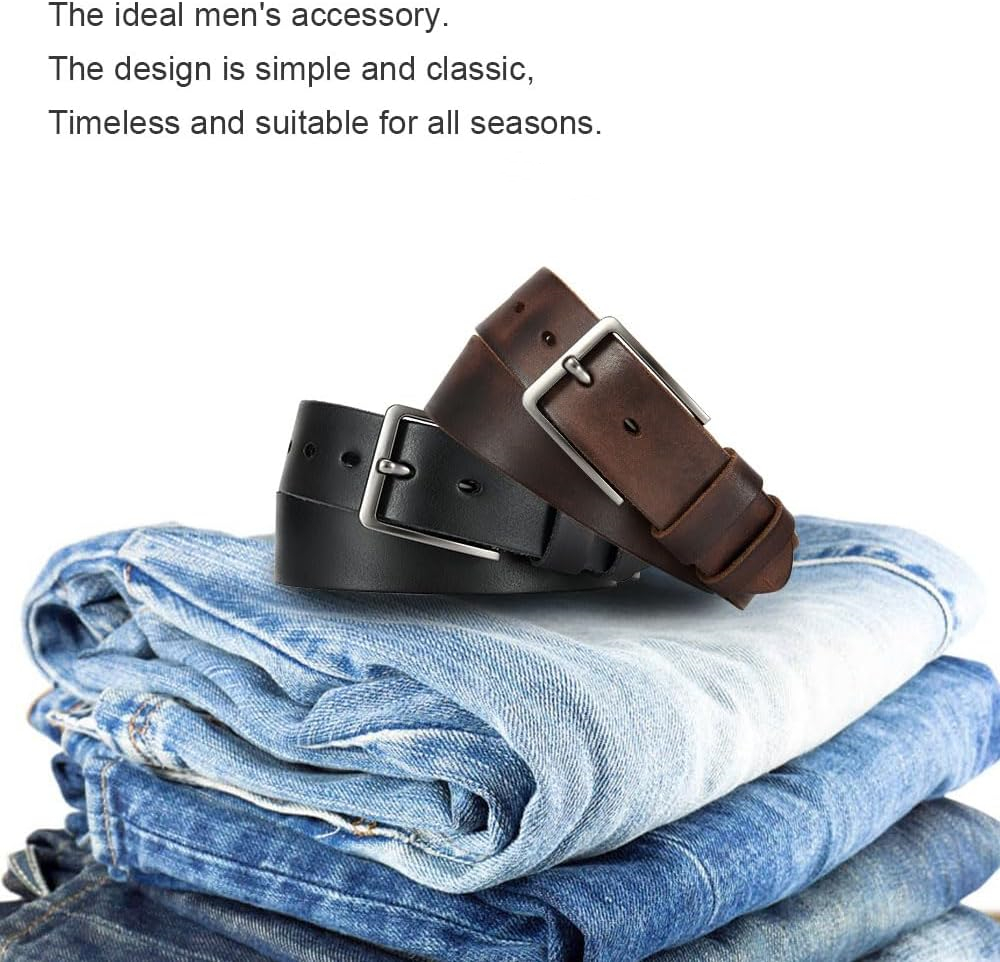 The ideal men's accessory.
The design is simple and classic,
Timeless and suitable for all seasons.